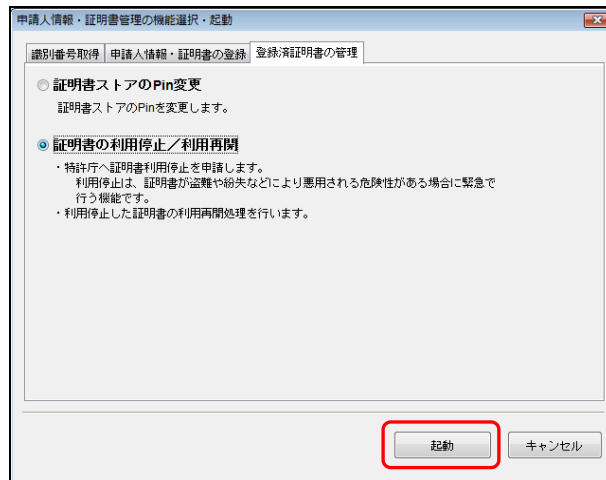 申請人情報・証明書管理の機能選択・起動
識別番号取得 申請人情報・証明書の登録 登録済証明書の管理
証明書ストアのPin変更
証明書ストアのPinを変更します。
証明書の利用停止／利用再開
・特許庁へ証明書利用停止を申請します。
利用停止は、証明書が盗難や紛失などにより悪用される危険性がある場合に緊急で
行う機能です。
・利用停止した証明書の利用再開処理を行います。
起動 キャンセル